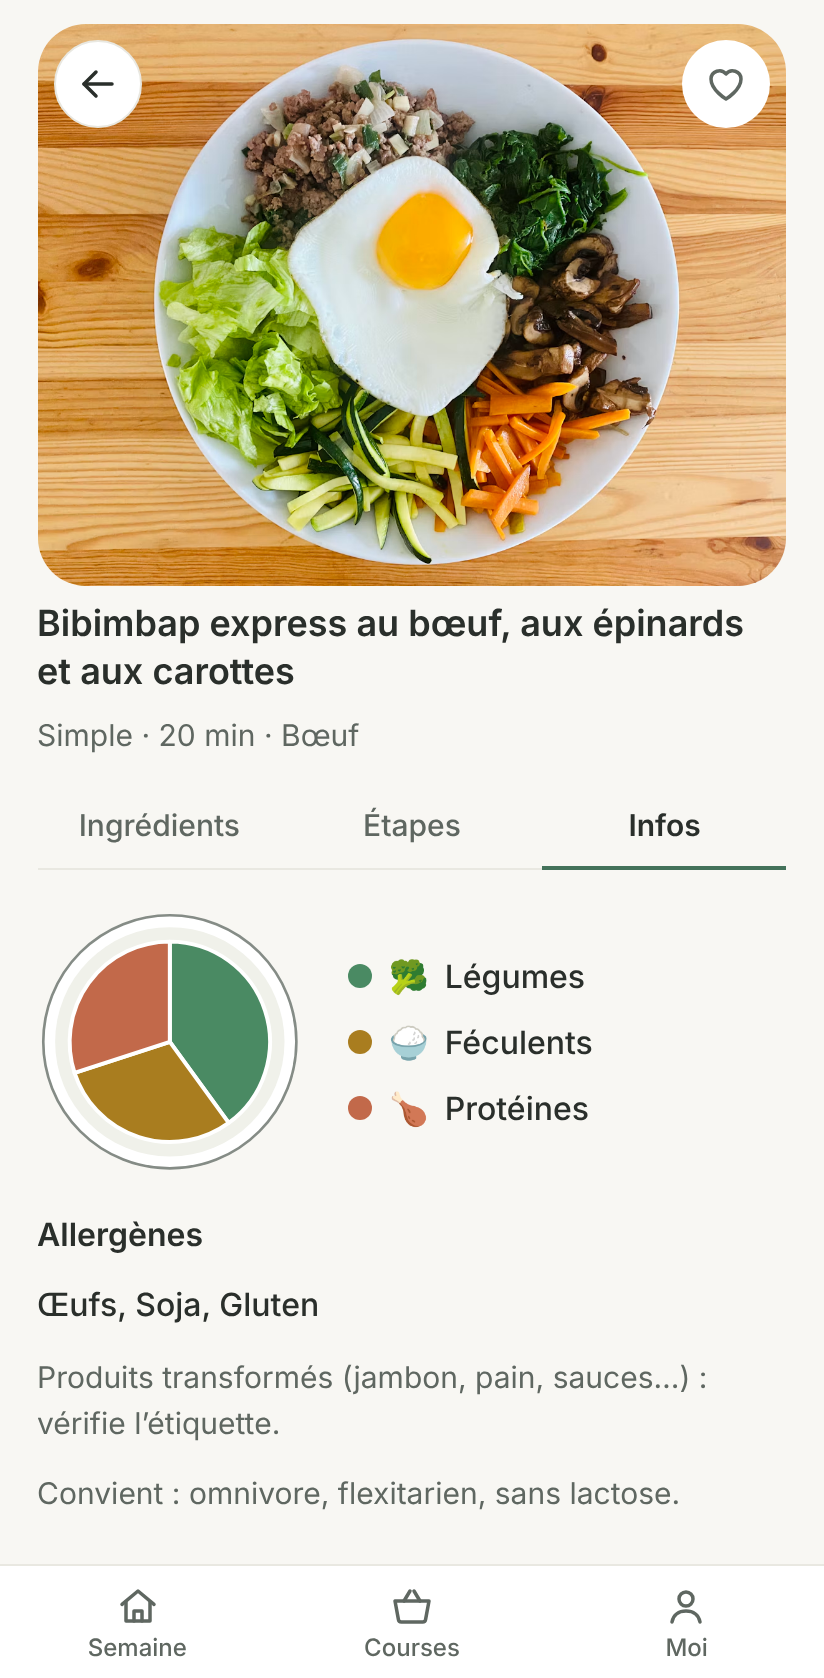 Bibimbap express au bœuf, aux épinards
et aux carottes
Simple · 20 min · Bœuf
Ingrédients
Étapes
Infos
Légumes
Féculents
Protéines
Allergènes
Œufs, Soja, Gluten
Produits transformés (jambon, pain, sauces…) :
vérifie l’étiquette.
Convient : omnivore, flexitarien, sans lactose.
Semaine
Courses
Moi